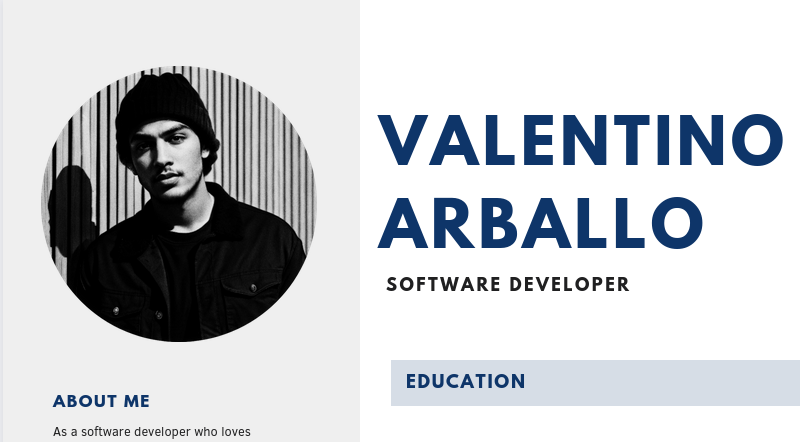 VALENTINO
ARBALLO
SOFTWARE DEVELOPER
EDUCATION
ABOUT ME
As a software developer who loves